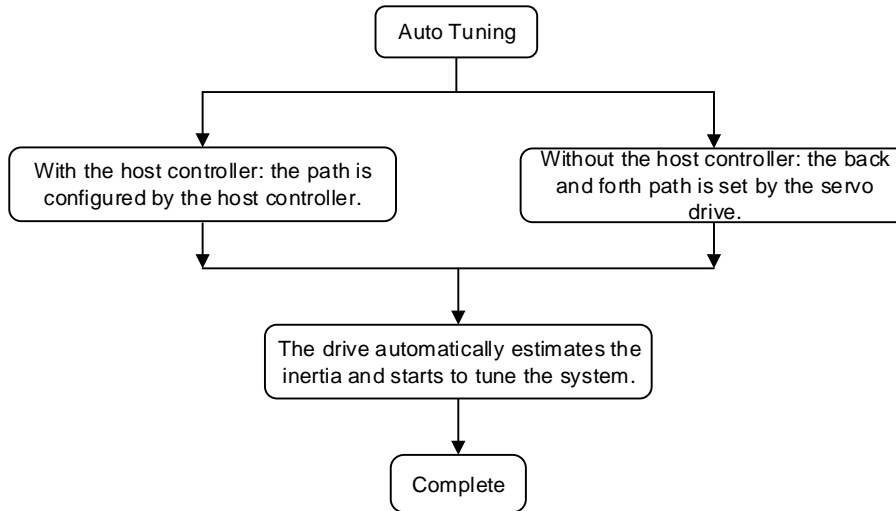 Auto Tuning
With the host controller: the path is
configured by the host controller.
Without the host controller: the back
and forth path is set by the servo
drive.
The drive automatically estimates the
inertia and starts to tune the system.
Complete